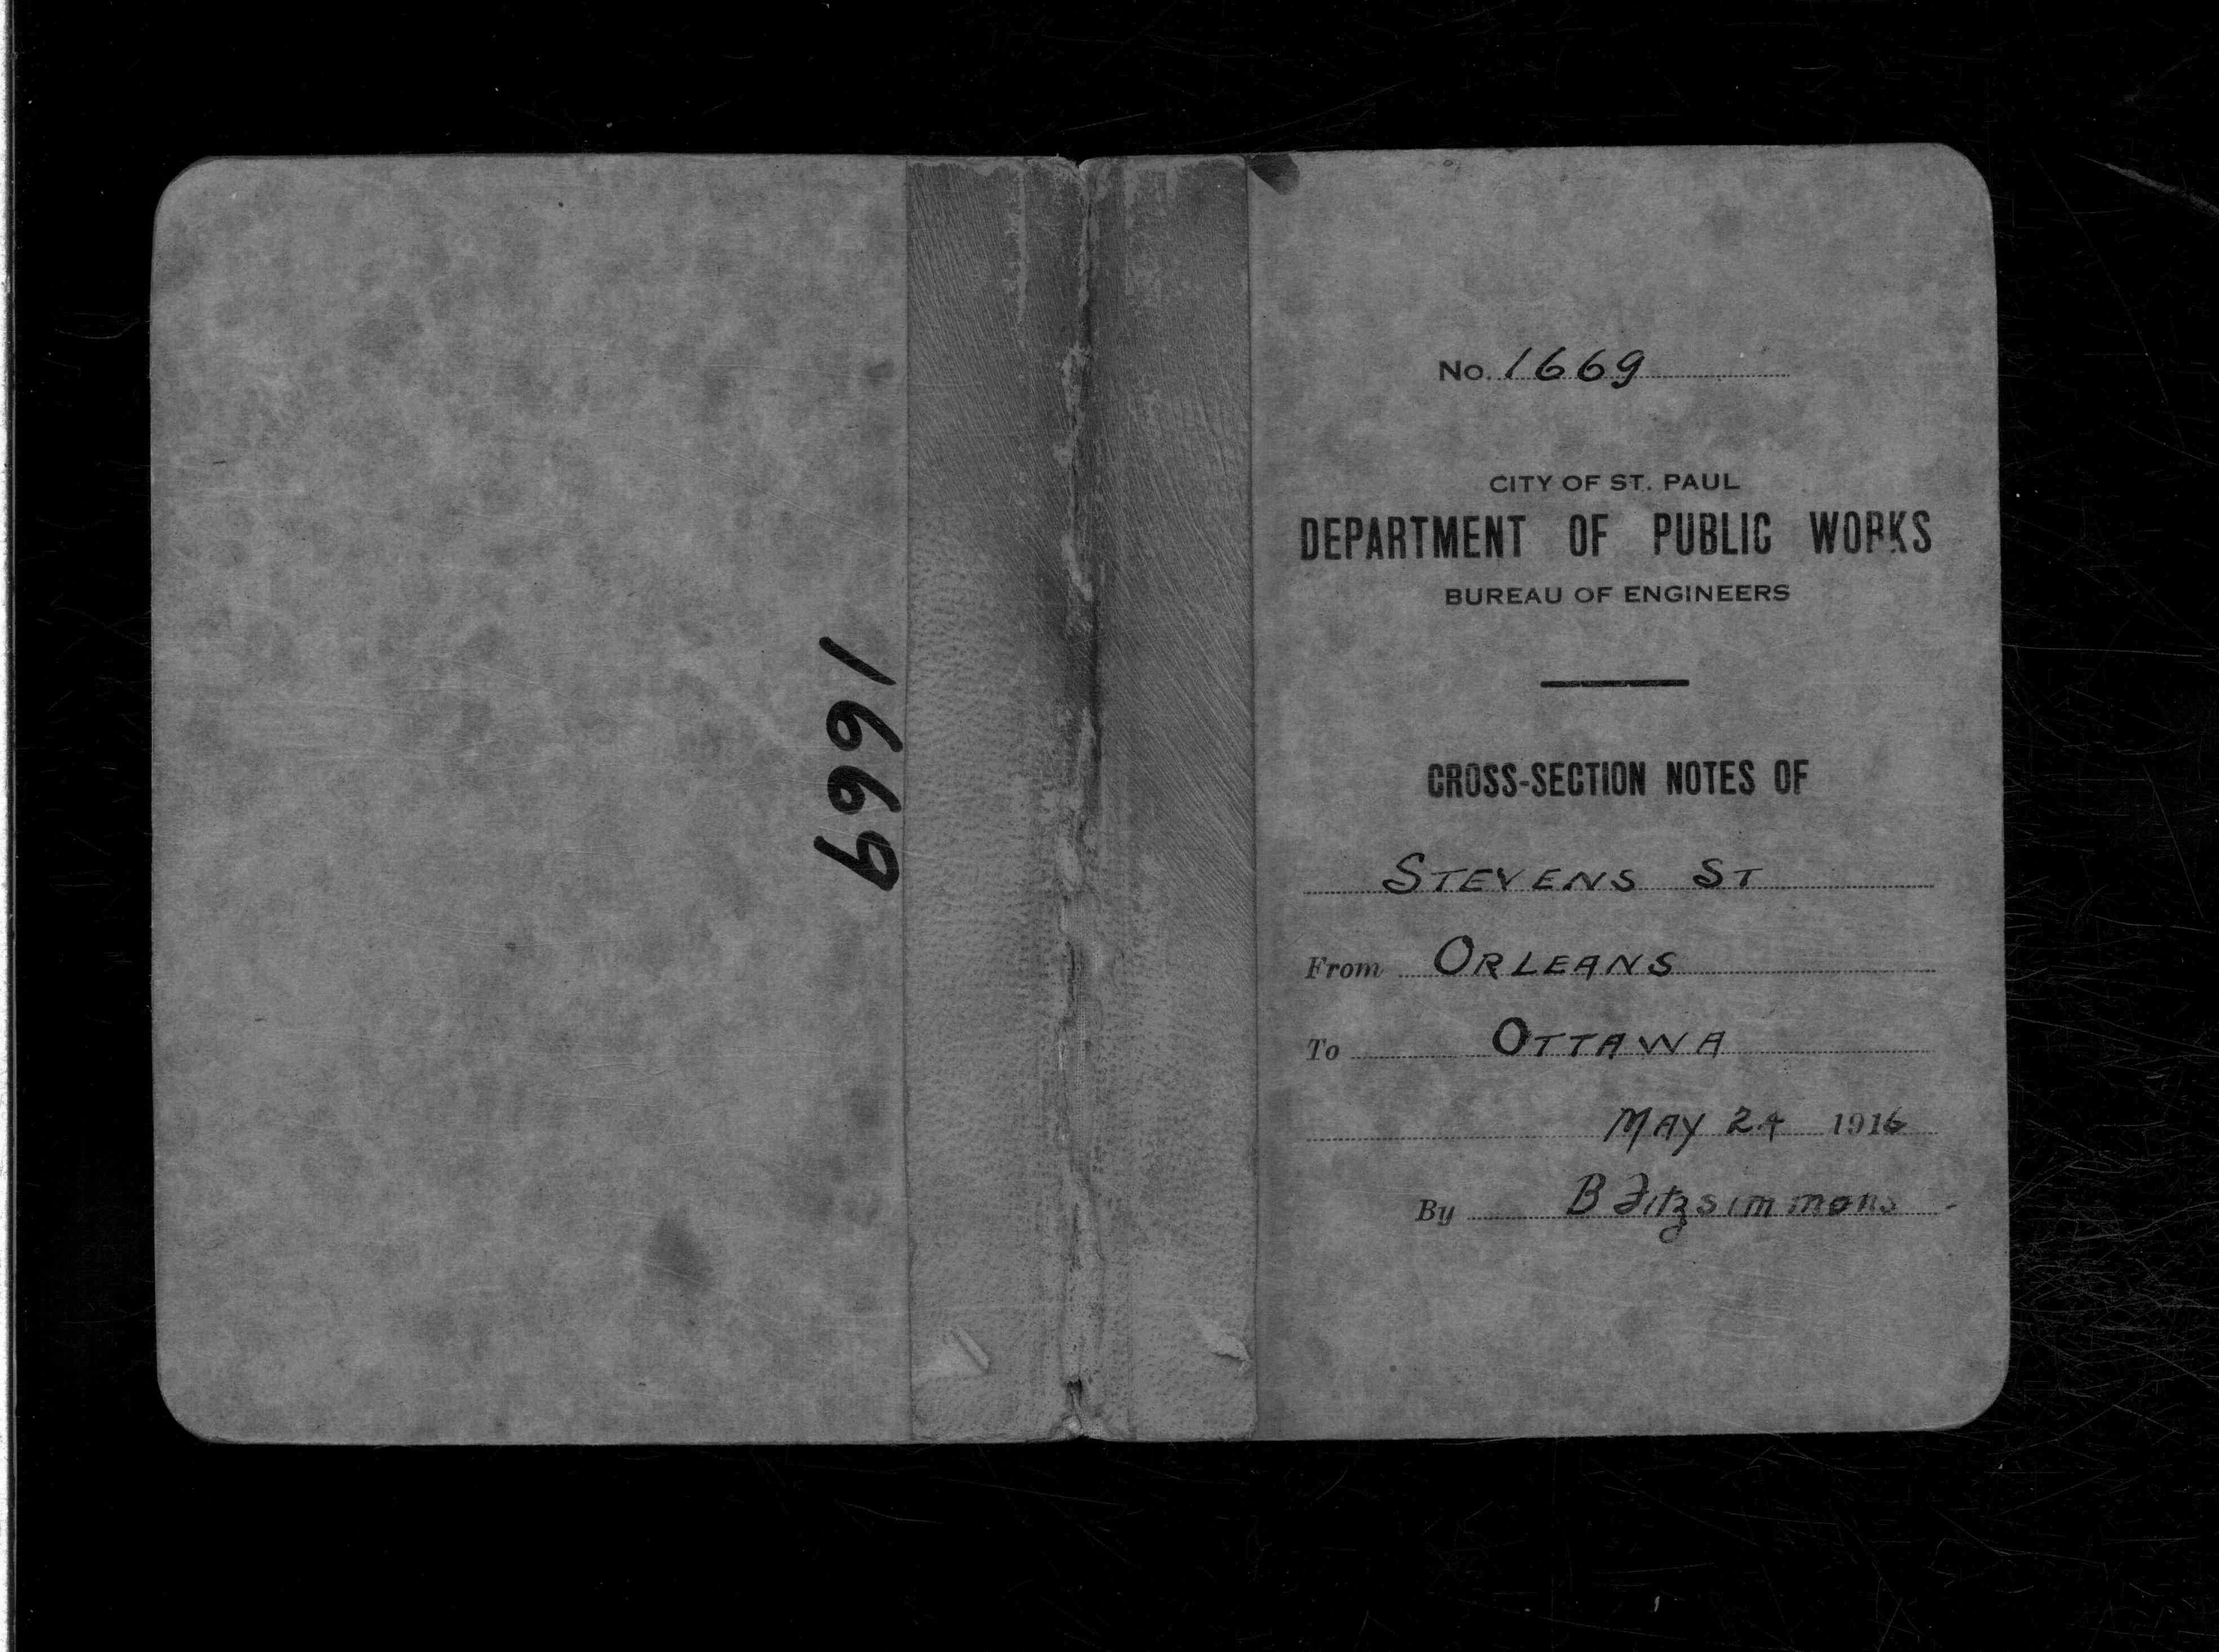 1669
No. 1669
CITY OF ST. PAUL
DEPARTMENT OF PUBLIC WORKS
BUREAU OF ENGINEERS
CROSS-SECTION NOTES OF
STEVENS ST
From ORLEANS
To OTTAWA
MAY 24 1916
By B Fitzsimmons